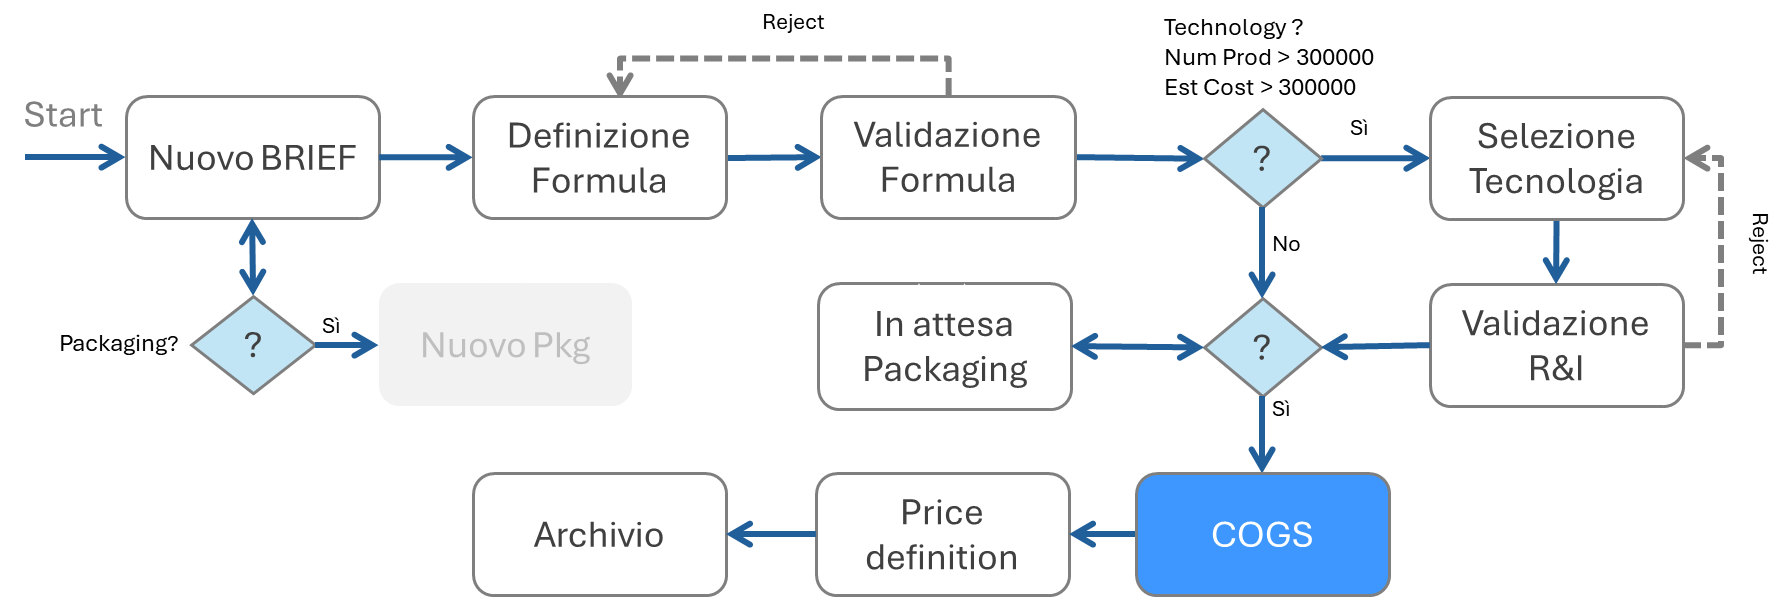 Reject
Technology ?
Num Prod > 300000
Est Cost > 300000
Start
Nuovo BRIEF
Definizione
Formula
Validazione
Formula
?
Sì
Selezione
Tecnologia
Reject
No
Packaging?
?
Sì
Nuovo Pkg
In attesa
Packaging
?
Validazione
R&I
Sì
Archivio
Price
definition
COGS